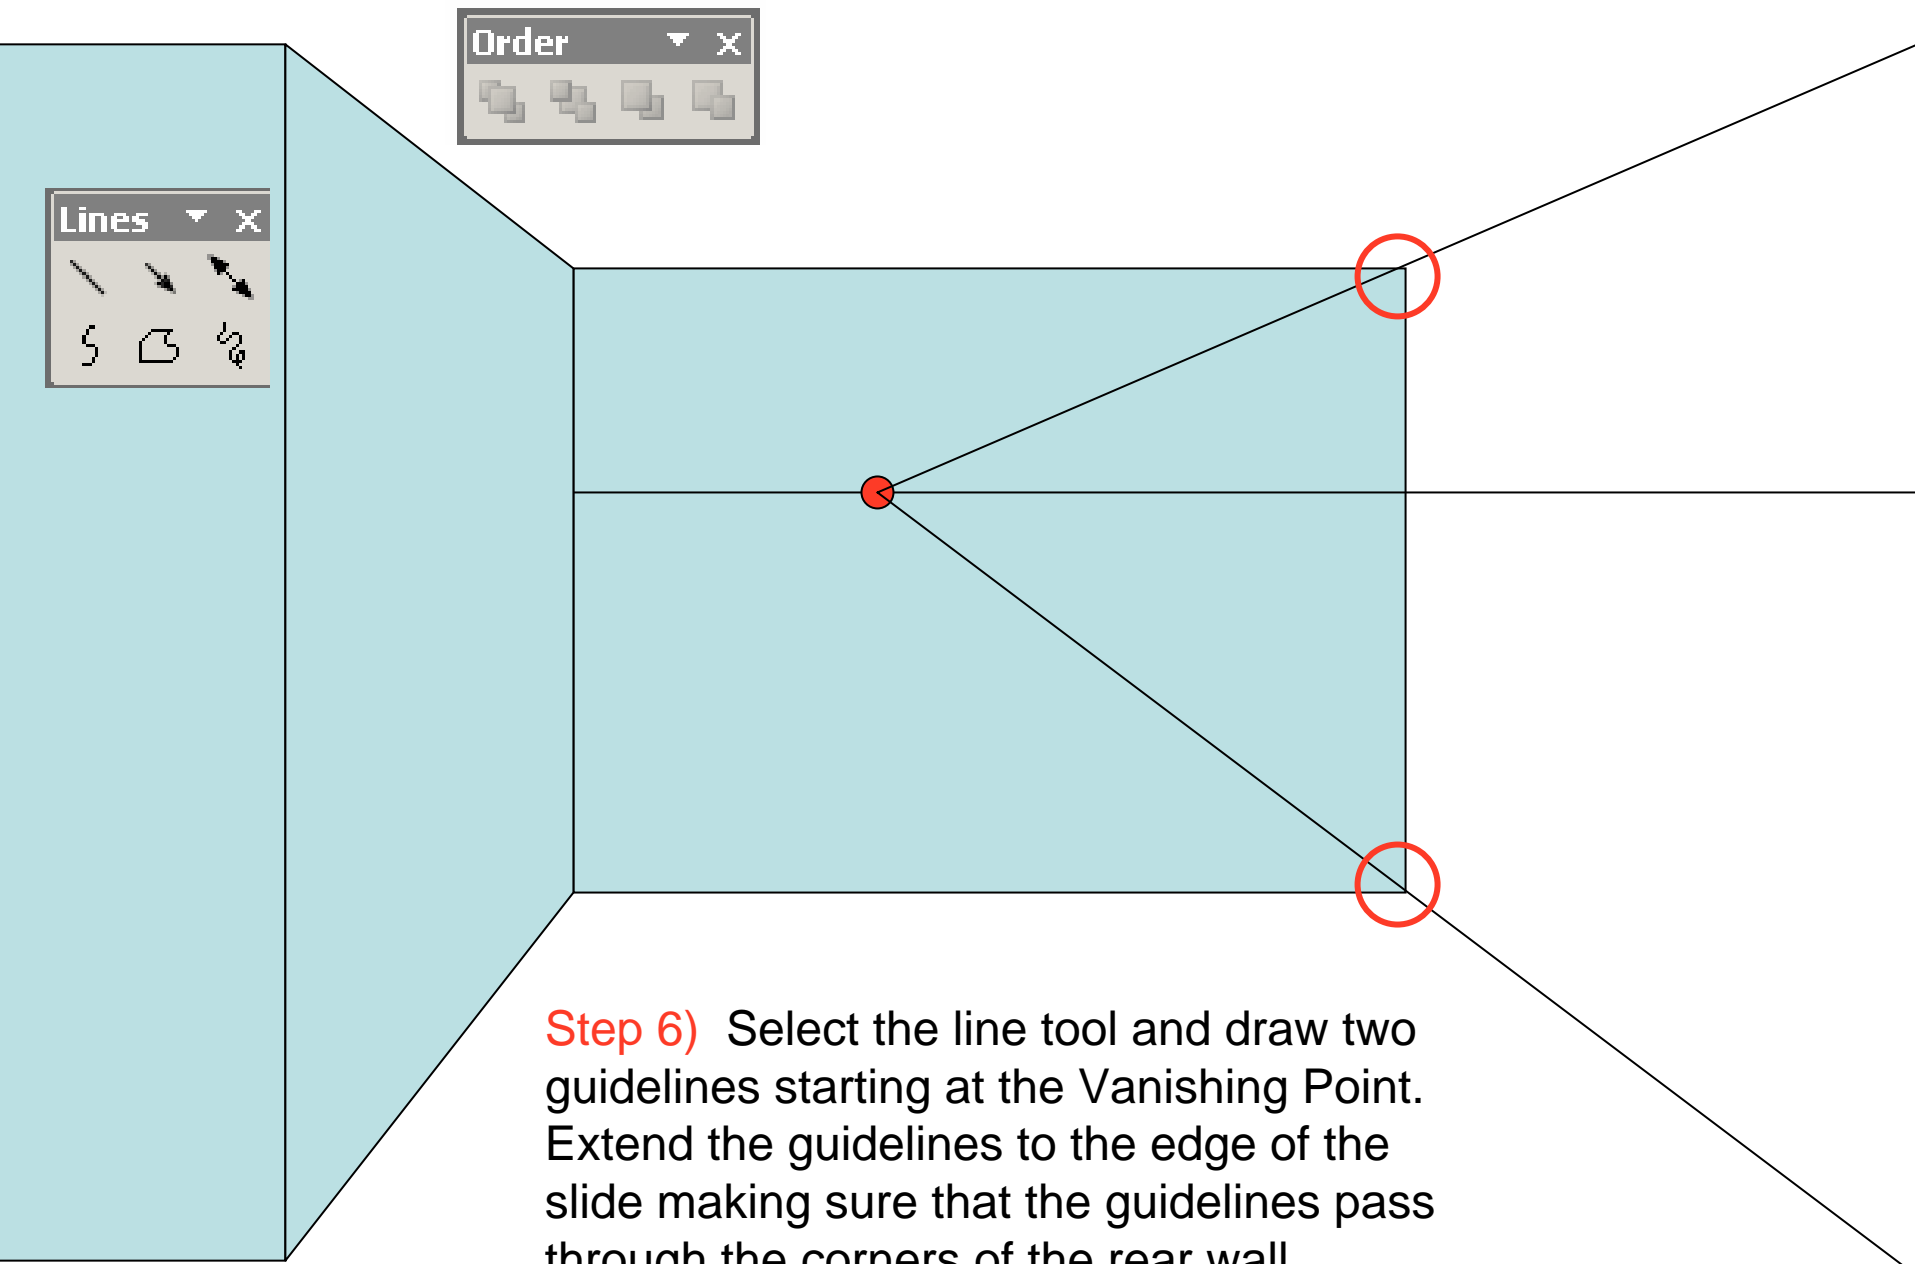 Order
Lines
Step 6) Select the line tool and draw two
guidelines starting at the Vanishing Point.
Extend the guidelines to the edge of the
slide making sure that the guidelines pass
through the corners of the rear wall